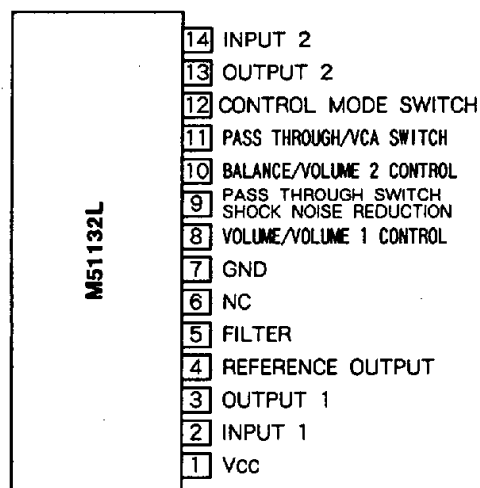 14 INPUT 2
13 OUTPUT 2
12 CONTROL MODE SWITCH
11 PASS THROUGH/VCA SWITCH
10 BALANCE/VOLUME 2 CONTROL
9 PASS THROUGH SWITCH
SHOCK NOISE REDUCTION
8 VOLUME/VOLUME 1 CONTROL
M51132L
7 GND
6 NC
5 FILTER
4 REFERENCE OUTPUT
3 OUTPUT 1
2 INPUT 1
1 Vcc